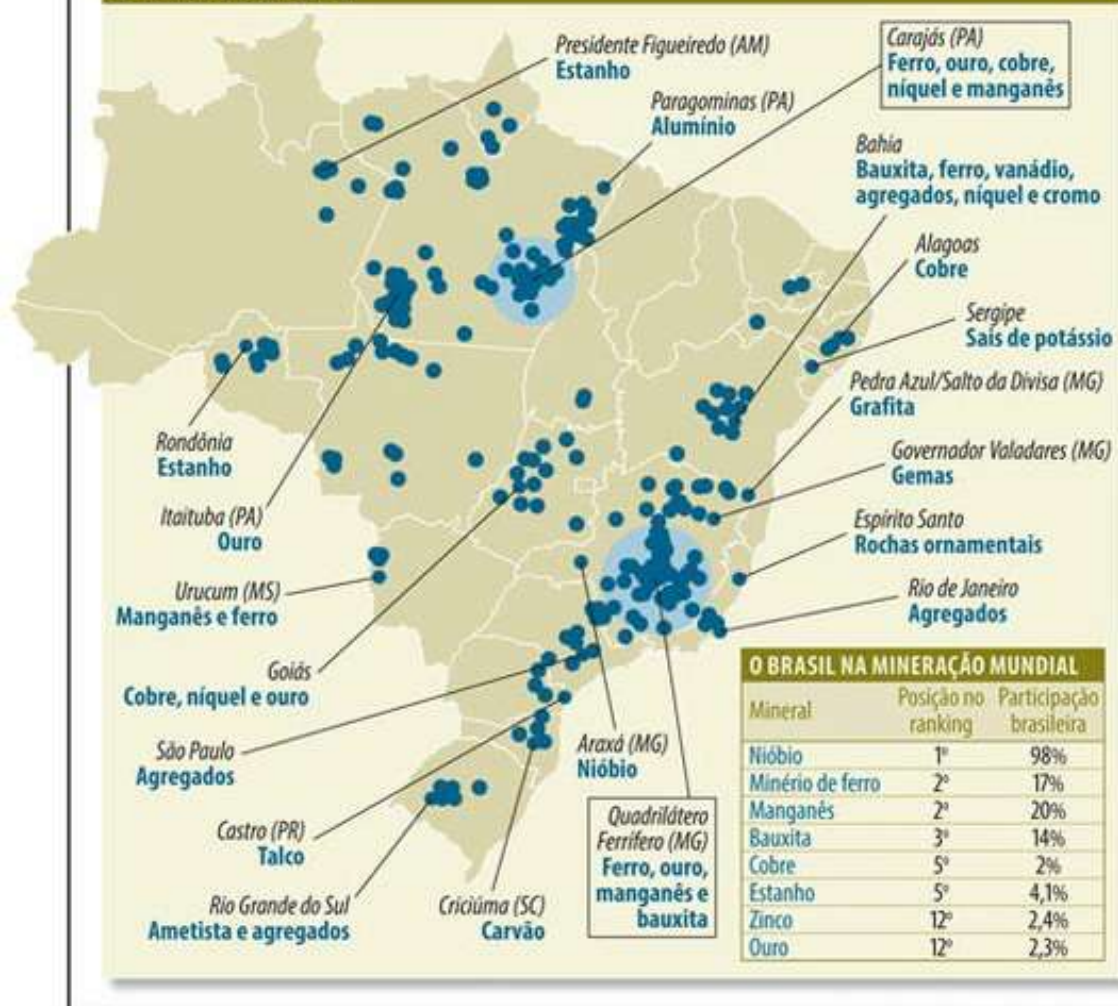 Presidente Figueiredo (AM)
Estanho
Carajás (PA)
Ferro, ouro, cobre,
níquel e manganês
Paragominas (PA)
Alumínio
Bahia
Bauxita, ferro, vanádio,
agregados, níquel e cromo
Alagoas
Cobre
Sergipe
Sais de potássio
Pedra Azul/Salto da Divisa (MG)
Grafita
Governador Valadares (MG)
Gemas
Espírito Santo
Rochas ornamentais
Rio de Janeiro
Agregados
Rondônia
Estanho
Itaituba (PA)
Ouro
Urucum (MS)
Manganês e ferro
Goiás
Cobre, níquel e ouro
São Paulo
Agregados
Castro (PR)
Talco
Rio Grande do Sul
Ametista e agregados
Criciúma (SC)
Carvão
Araxá (MG)
Nióbio
Quadrilátero
Ferrífero (MG)
Ferro, ouro,
manganês e
bauxita
O BRASIL NA MINERAÇÃO MUNDIAL
Mineral Posição no ranking Participação brasileira
Nióbio 1º 98%
Minério de ferro 2º 17%
Manganês 2º 20%
Bauxita 3º 14%
Cobre 5º 2%
Estanho 5º 4,1%
Zinco 12º 2,4%
Ouro 12º 2,3%